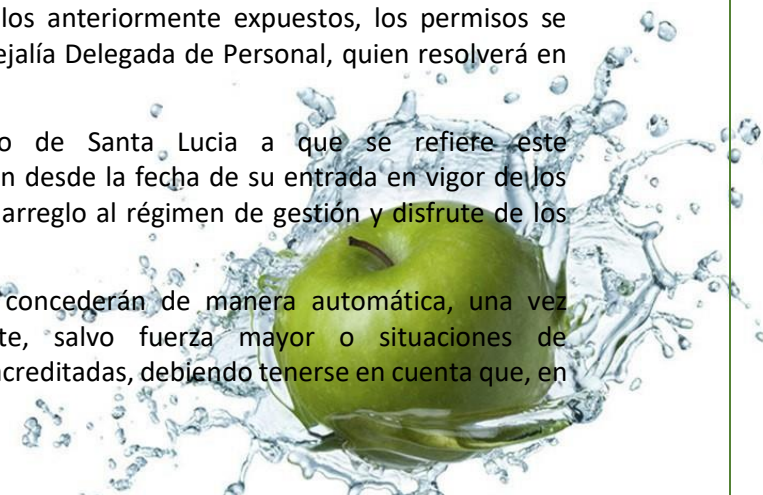 los anteriormente expuestos, los permisos se
ejalía Delegada de Personal, quien resolverá en
o de Santa Lucia a que se refiere este
n desde la fecha de su entrada en vigor de los
arreglo al régimen de gestión y disfrute de los
concederán de manera automática, una vez
te, salvo fuerza mayor o situaciones de
acreditadas, debiendo tenerse en cuenta que, en